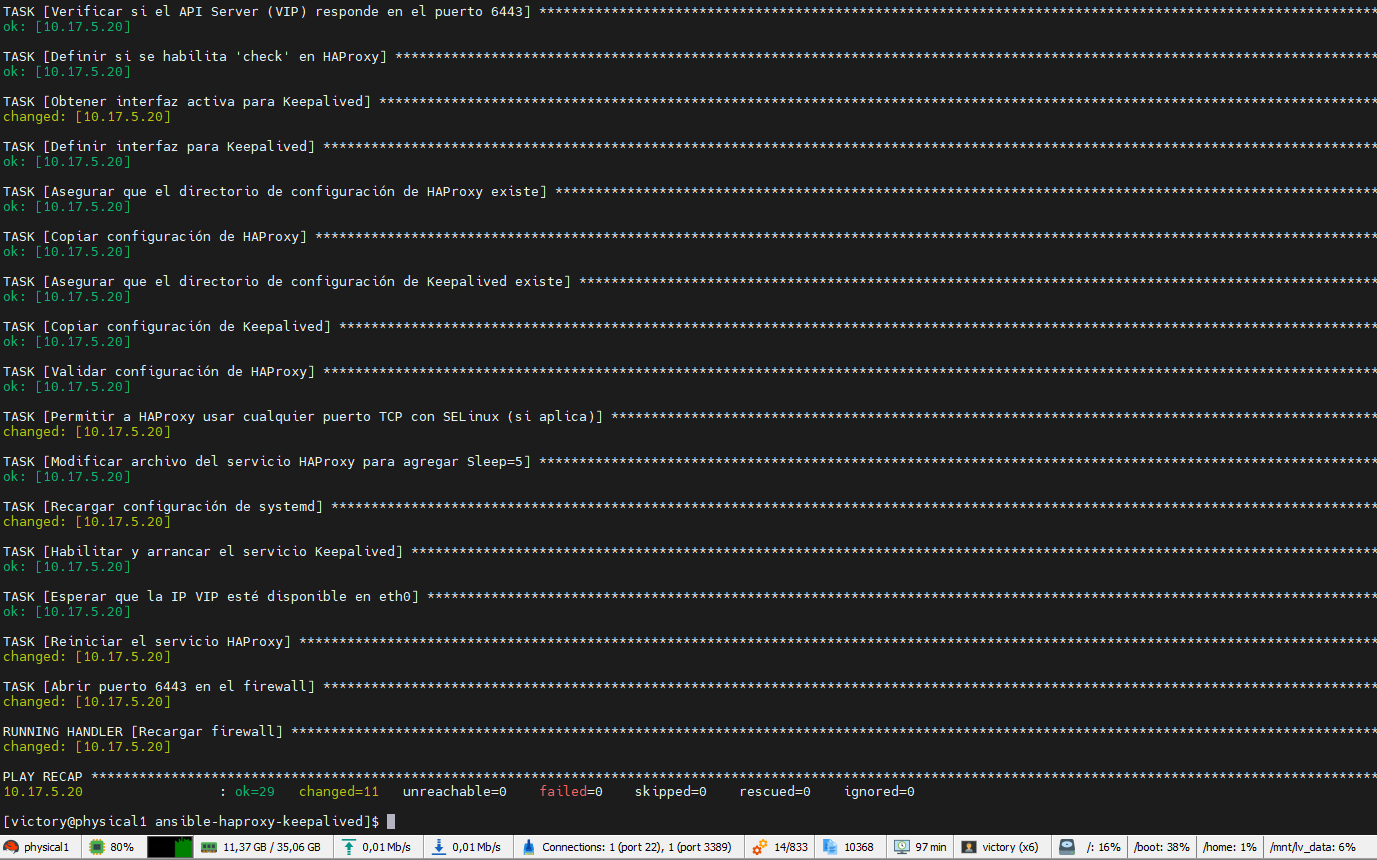 TASK [Verificar si el API Server (VIP) responde en el puerto 6443] *********************************************************************************************************
ok: [10.17.5.20]
TASK [Definir si se habilita 'check' en HAProxy] ***************************************************************************************************************************
ok: [10.17.5.20]
TASK [Obtener interfaz activa para Keepalived] *****************************************************************************************************************************
changed: [10.17.5.20]
TASK [Definir interfaz para Keepalived] ************************************************************************************************************************************
ok: [10.17.5.20]
TASK [Asegurar que el directorio de configuración de HAProxy existe] *******************************************************************************************************
ok: [10.17.5.20]
TASK [Copiar configuración de HAProxy] *************************************************************************************************************************************
ok: [10.17.5.20]
TASK [Asegurar que el directorio de configuración de Keepalived existe] ****************************************************************************************************
ok: [10.17.5.20]
TASK [Copiar configuración de Keepalived] **********************************************************************************************************************************
ok: [10.17.5.20]
TASK [Validar configuración de HAProxy] ************************************************************************************************************************************
ok: [10.17.5.20]
TASK [Permitir a HAProxy usar cualquier puerto TCP con SELinux (si aplica)] ************************************************************************************************
changed: [10.17.5.20]
TASK [Modificar archivo del servicio HAProxy para agregar Sleep=5] *********************************************************************************************************
ok: [10.17.5.20]
TASK [Recargar configuración de systemd] ***********************************************************************************************************************************
changed: [10.17.5.20]
TASK [Habilitar y arrancar el servicio Keepalived] *************************************************************************************************************************
ok: [10.17.5.20]
TASK [Esperar que la IP VIP esté disponible en eth0] ***********************************************************************************************************************
ok: [10.17.5.20]
TASK [Reiniciar el servicio HAProxy] ***************************************************************************************************************************************
changed: [10.17.5.20]
TASK [Abrir puerto 6443 en el firewall] ************************************************************************************************************************************
changed: [10.17.5.20]
RUNNING HANDLER [Recargar firewall] ****************************************************************************************************************************************
changed: [10.17.5.20]
PLAY RECAP *****************************************************************************************************************************************************************
10.17.5.20 : ok=29 changed=11 unreachable=0 failed=0 skipped=0 rescued=0 ignored=0
[victory@physical1 ansible-haproxy-keepalived]$
physical1 80% 11,37 GB / 35,06 GB 0,01 Mb/s 0,01 Mb/s Connections: 1 (port 22), 1 (port 3389) 14/833 10368 97 min victory (x6) /: 16% /boot: 38% /home: 1% /mnt/lv_data: 6%